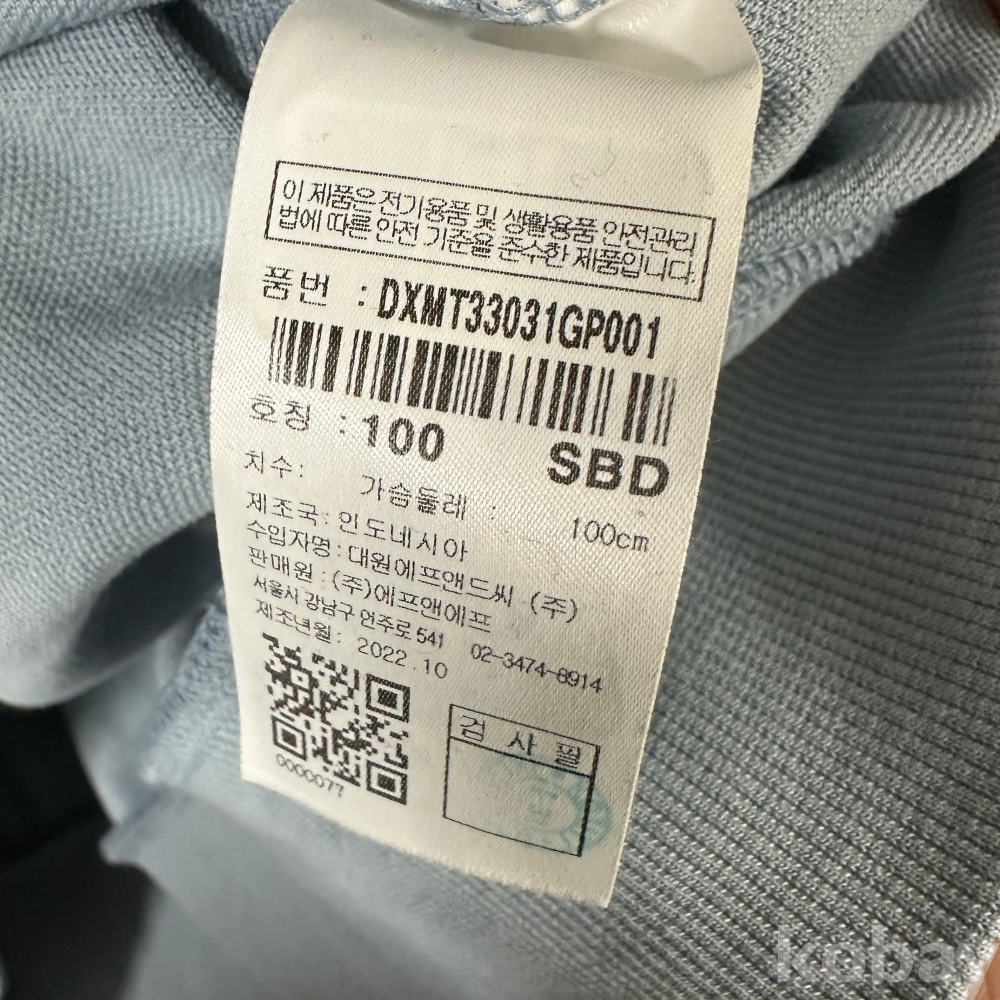 이 제품은 전기용품 및 생활용품 안전관리
법에 따른 안전 기준을 준수한 제품입니다.
품번 : DXMT33031GP001
호칭 : 100 SBD
치수: 가슴둘레 : 100cm
제조국: 인도네시아
수입자명: 대원에프앤드씨 (주)
판매원 : (주)에프앤에프
서울시 강남구 언주로 541 02-3474-8914
제조년월: 2022.10
0000077
검 사 필
koba